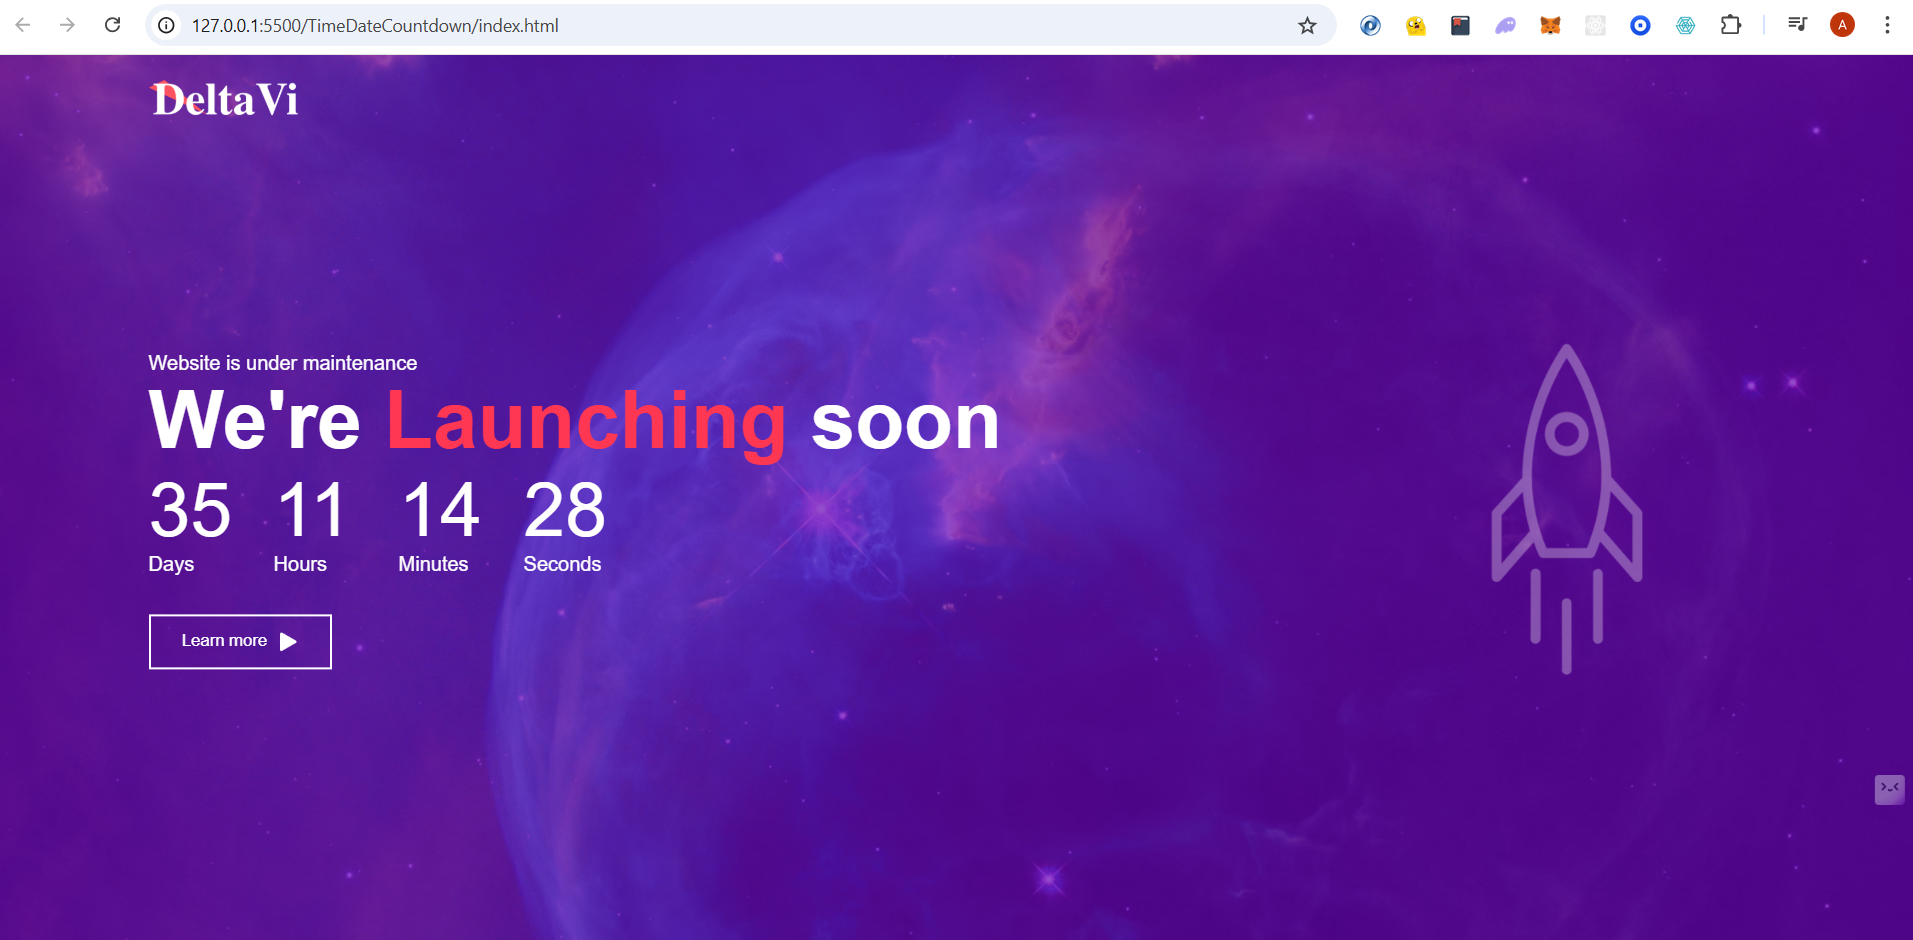 127.0.0.1:5500/TimeDateCountdown/index.html
A
DeltaVi
Website is under maintenance
We're Launching soon
35 11 14 28
Days Hours Minutes Seconds
Learn more